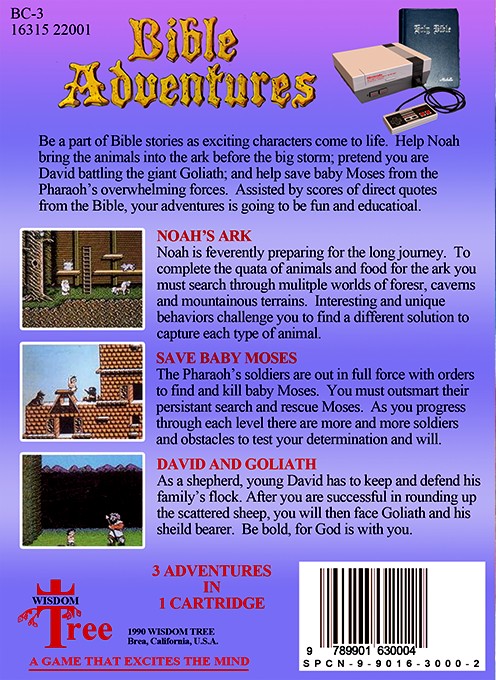 BC-3
16315 22001
Bible
Adventures
Holy Bible
Be a part of Bible stories as exciting characters come to life. Help Noah
bring the animals into the ark before the big storm; pretend you are
David battling the giant Goliath; and help save baby Moses from the
Pharaoh's overwhelming forces. Assisted by scores of direct quotes
from the Bible, your adventures is going to be fun and educatioal.
NOAH'S ARK
Noah is feverently preparing for the long journey. To
complete the quata of animals and food for the ark you
must search through mulitple worlds of foresr, caverns
and mountainous terrains. Interesting and unique
behaviors challenge you to find a different solution to
capture each type of animal.
SAVE BABY MOSES
The Pharaoh's soldiers are out in full force with orders
to find and kill baby Moses. You must outsmart their
persistant search and rescue Moses. As you progress
through each level there are more and more soldiers
and obstacles to test your determination and will.
DAVID AND GOLIATH
As a shepherd, young David has to keep and defend his
family's flock. After you are successful in rounding up
the scattered sheep, you will then face Goliath and his
sheild bearer. Be bold, for God is with you.
3 ADVENTURES
IN
1 CARTRIDGE
WISDOM
Tree
1990 WISDOM TREE
Brea, California, U.S.A.
A GAME THAT EXCITES THE MIND
9 789901 630004
SPCN-9-9016-3000-2